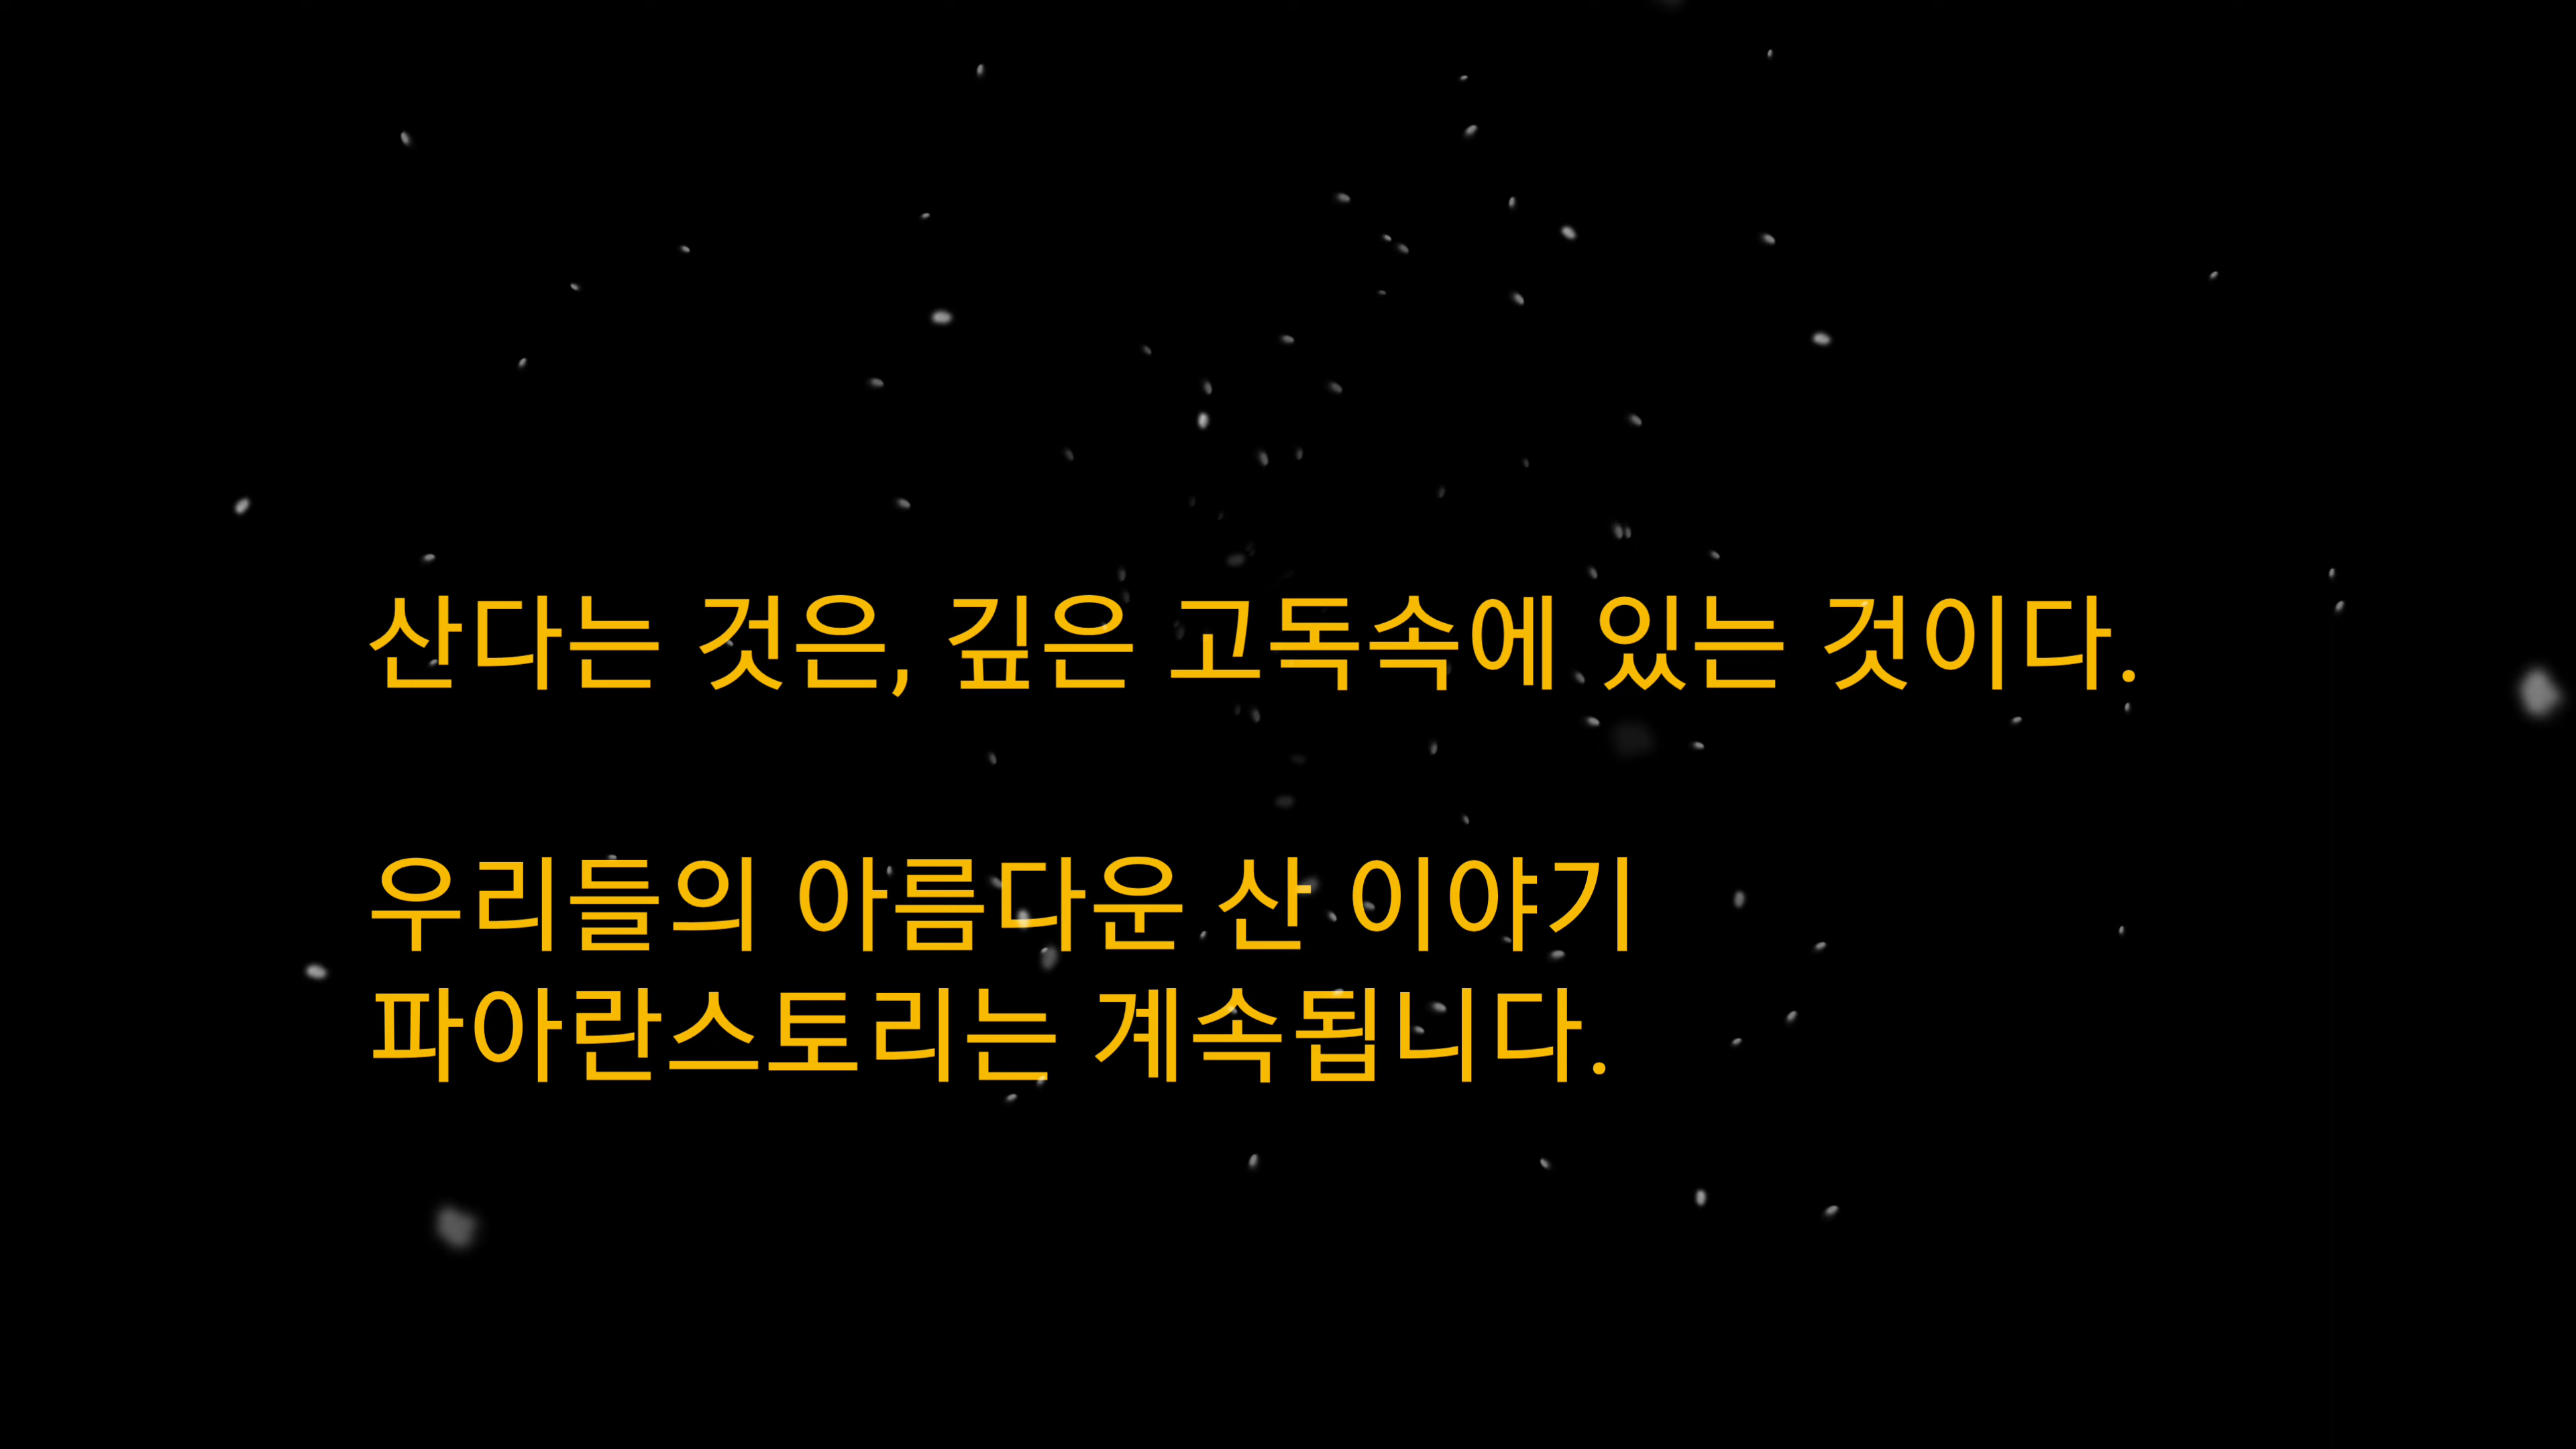 산다는 것은, 깊은 고독속에 있는 것이다.
우리들의 아름다운 산 이야기
파아란스토리는 계속됩니다.